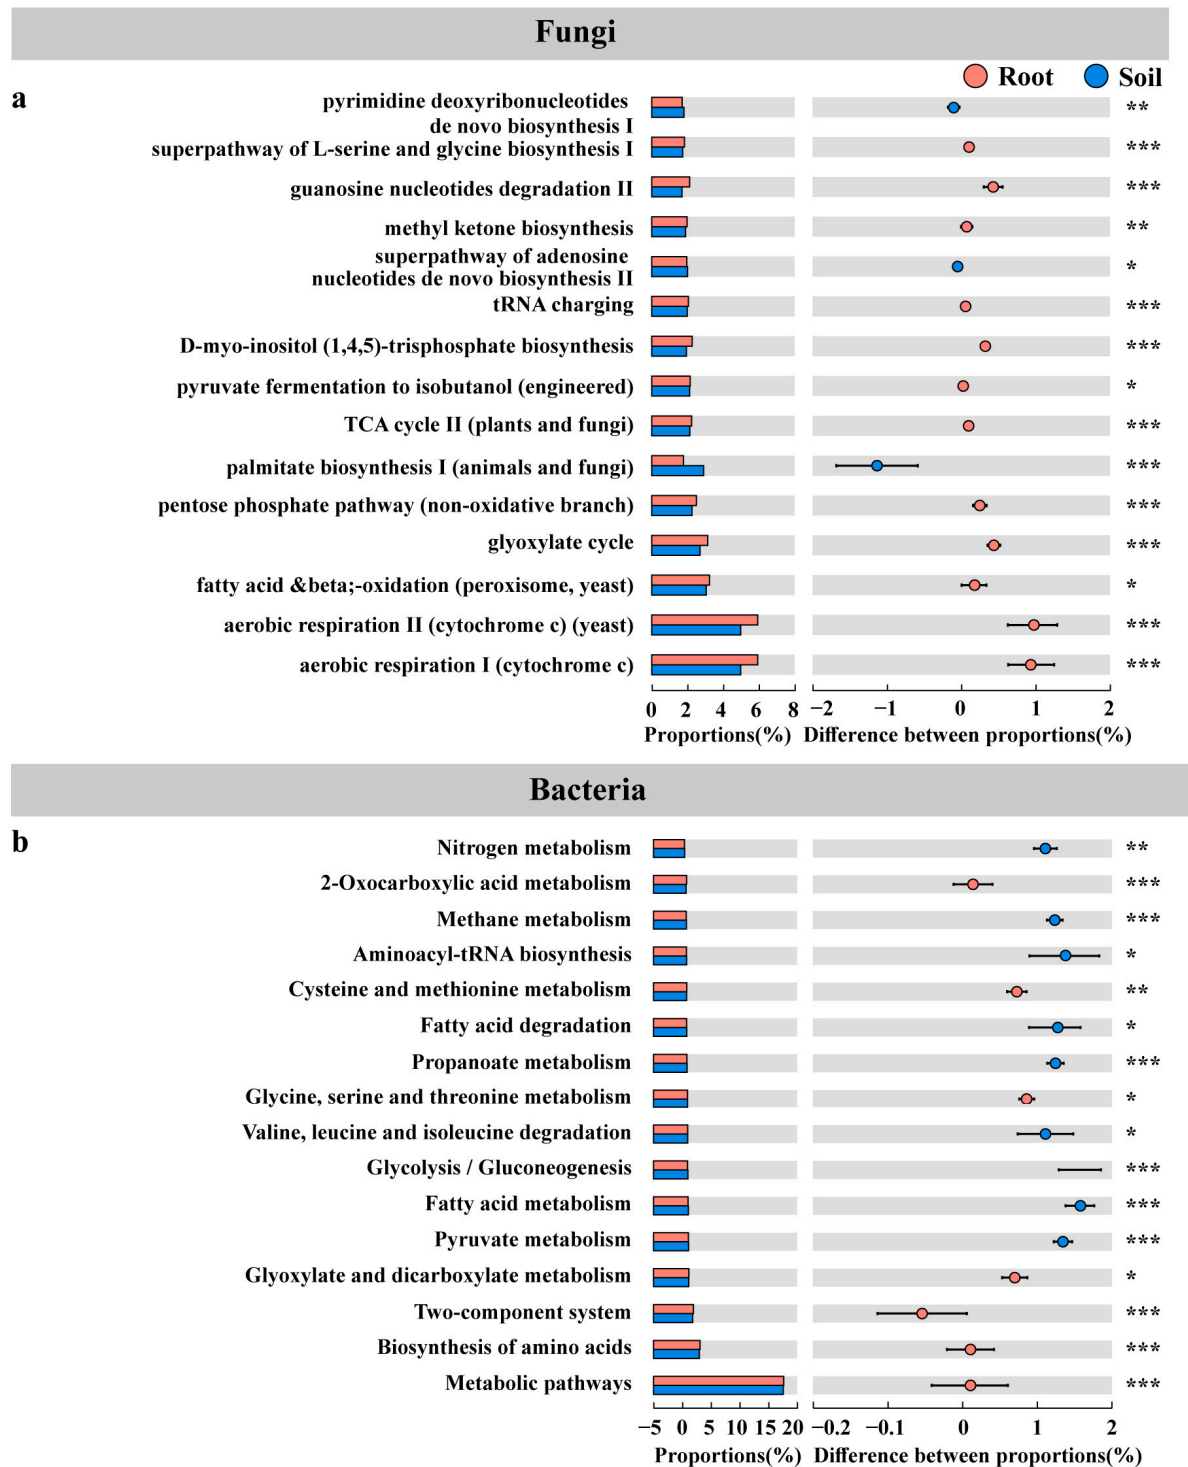 Fungi
Root Soil
a
pyrimidine deoxyribonucleotides
de novo biosynthesis I
**
superpathway of L-serine and glycine biosynthesis I
***
guanosine nucleotides degradation II
***
methyl ketone biosynthesis
**
superpathway of adenosine
nucleotides de novo biosynthesis II
*
tRNA charging
***
D-myo-inositol (1,4,5)-trisphosphate biosynthesis
***
pyruvate fermentation to isobutanol (engineered)
*
TCA cycle II (plants and fungi)
***
palmitate biosynthesis I (animals and fungi)
***
pentose phosphate pathway (non-oxidative branch)
***
glyoxylate cycle
***
fatty acid &beta;-oxidation (peroxisome, yeast)
*
aerobic respiration II (cytochrome c) (yeast)
***
aerobic respiration I (cytochrome c)
***
0 2 4 6 8 −2 −1 0 1 2
Proportions(%) Difference between proportions(%)
Bacteria
b
Nitrogen metabolism
**
2-Oxocarboxylic acid metabolism
***
Methane metabolism
***
Aminoacyl-tRNA biosynthesis
*
Cysteine and methionine metabolism
**
Fatty acid degradation
*
Propanoate metabolism
***
Glycine, serine and threonine metabolism
*
Valine, leucine and isoleucine degradation
*
Glycolysis / Gluconeogenesis
***
Fatty acid metabolism
***
Pyruvate metabolism
***
Glyoxylate and dicarboxylate metabolism
*
Two-component system
***
Biosynthesis of amino acids
***
Metabolic pathways
***
−5 0 5 10 15 20 −0.2 −0.1 0 1 2
Proportions(%) Difference between proportions(%)